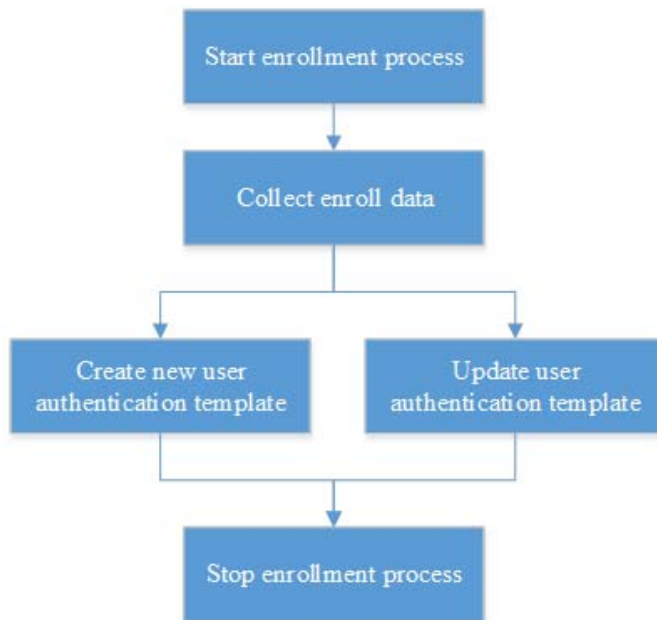 Start enrollment process
Collect enroll data
Create new user
authentication template
Update user
authentication template
Stop enrollment process